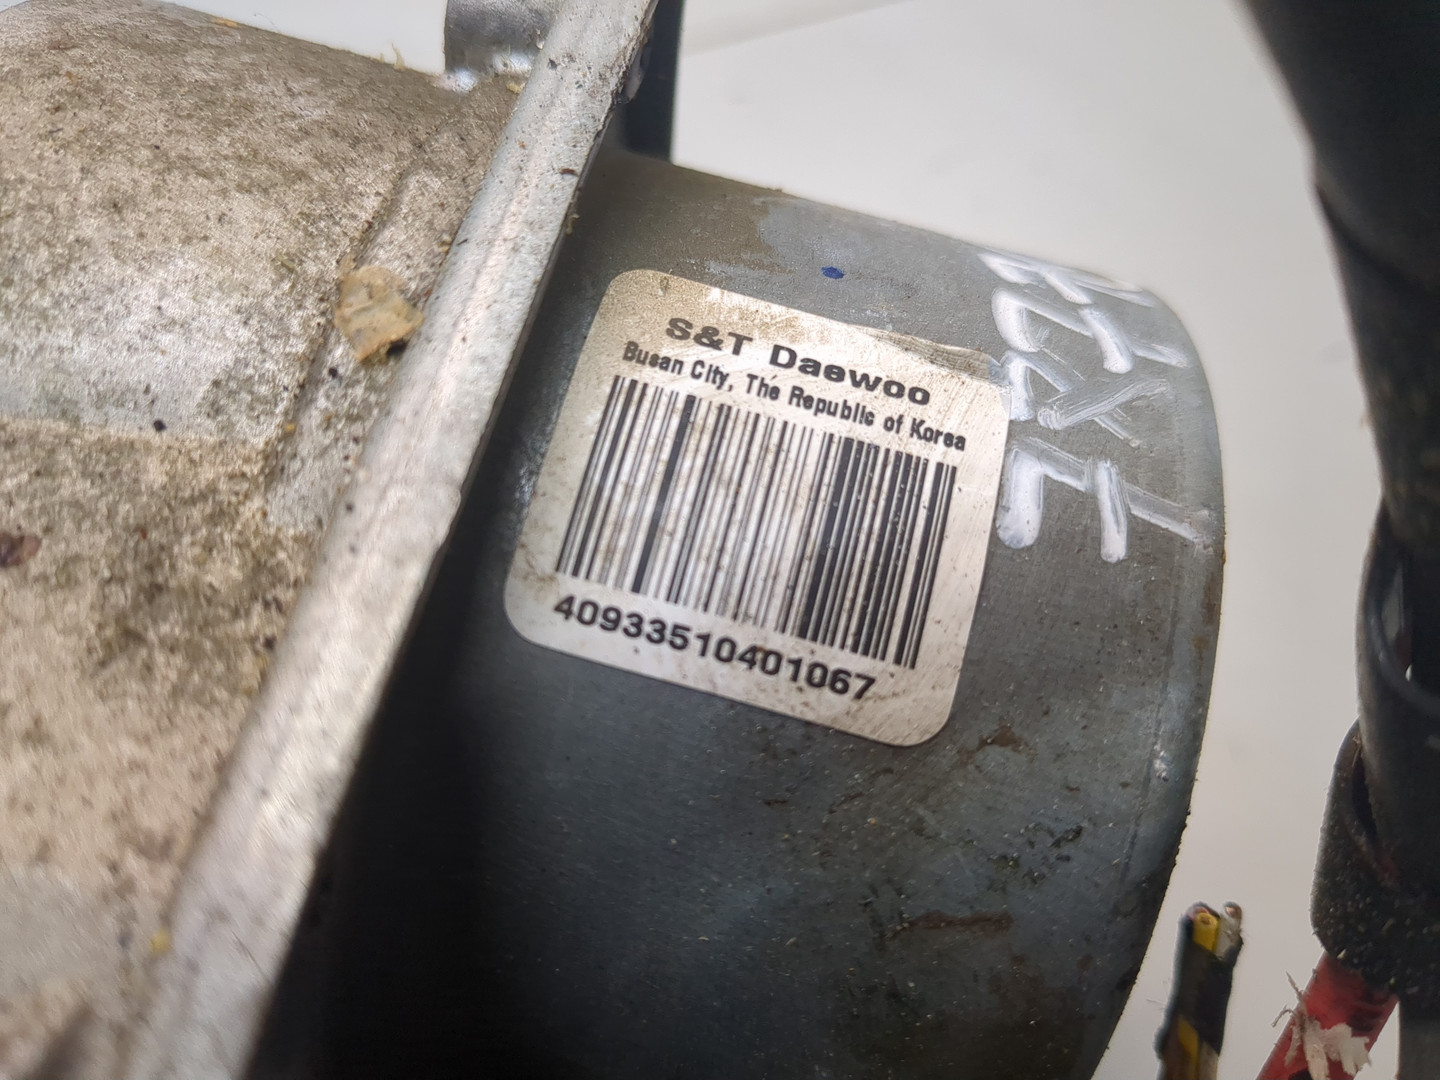 S&T Daewoo
Busan City, The Republic of Korea
40933510401067